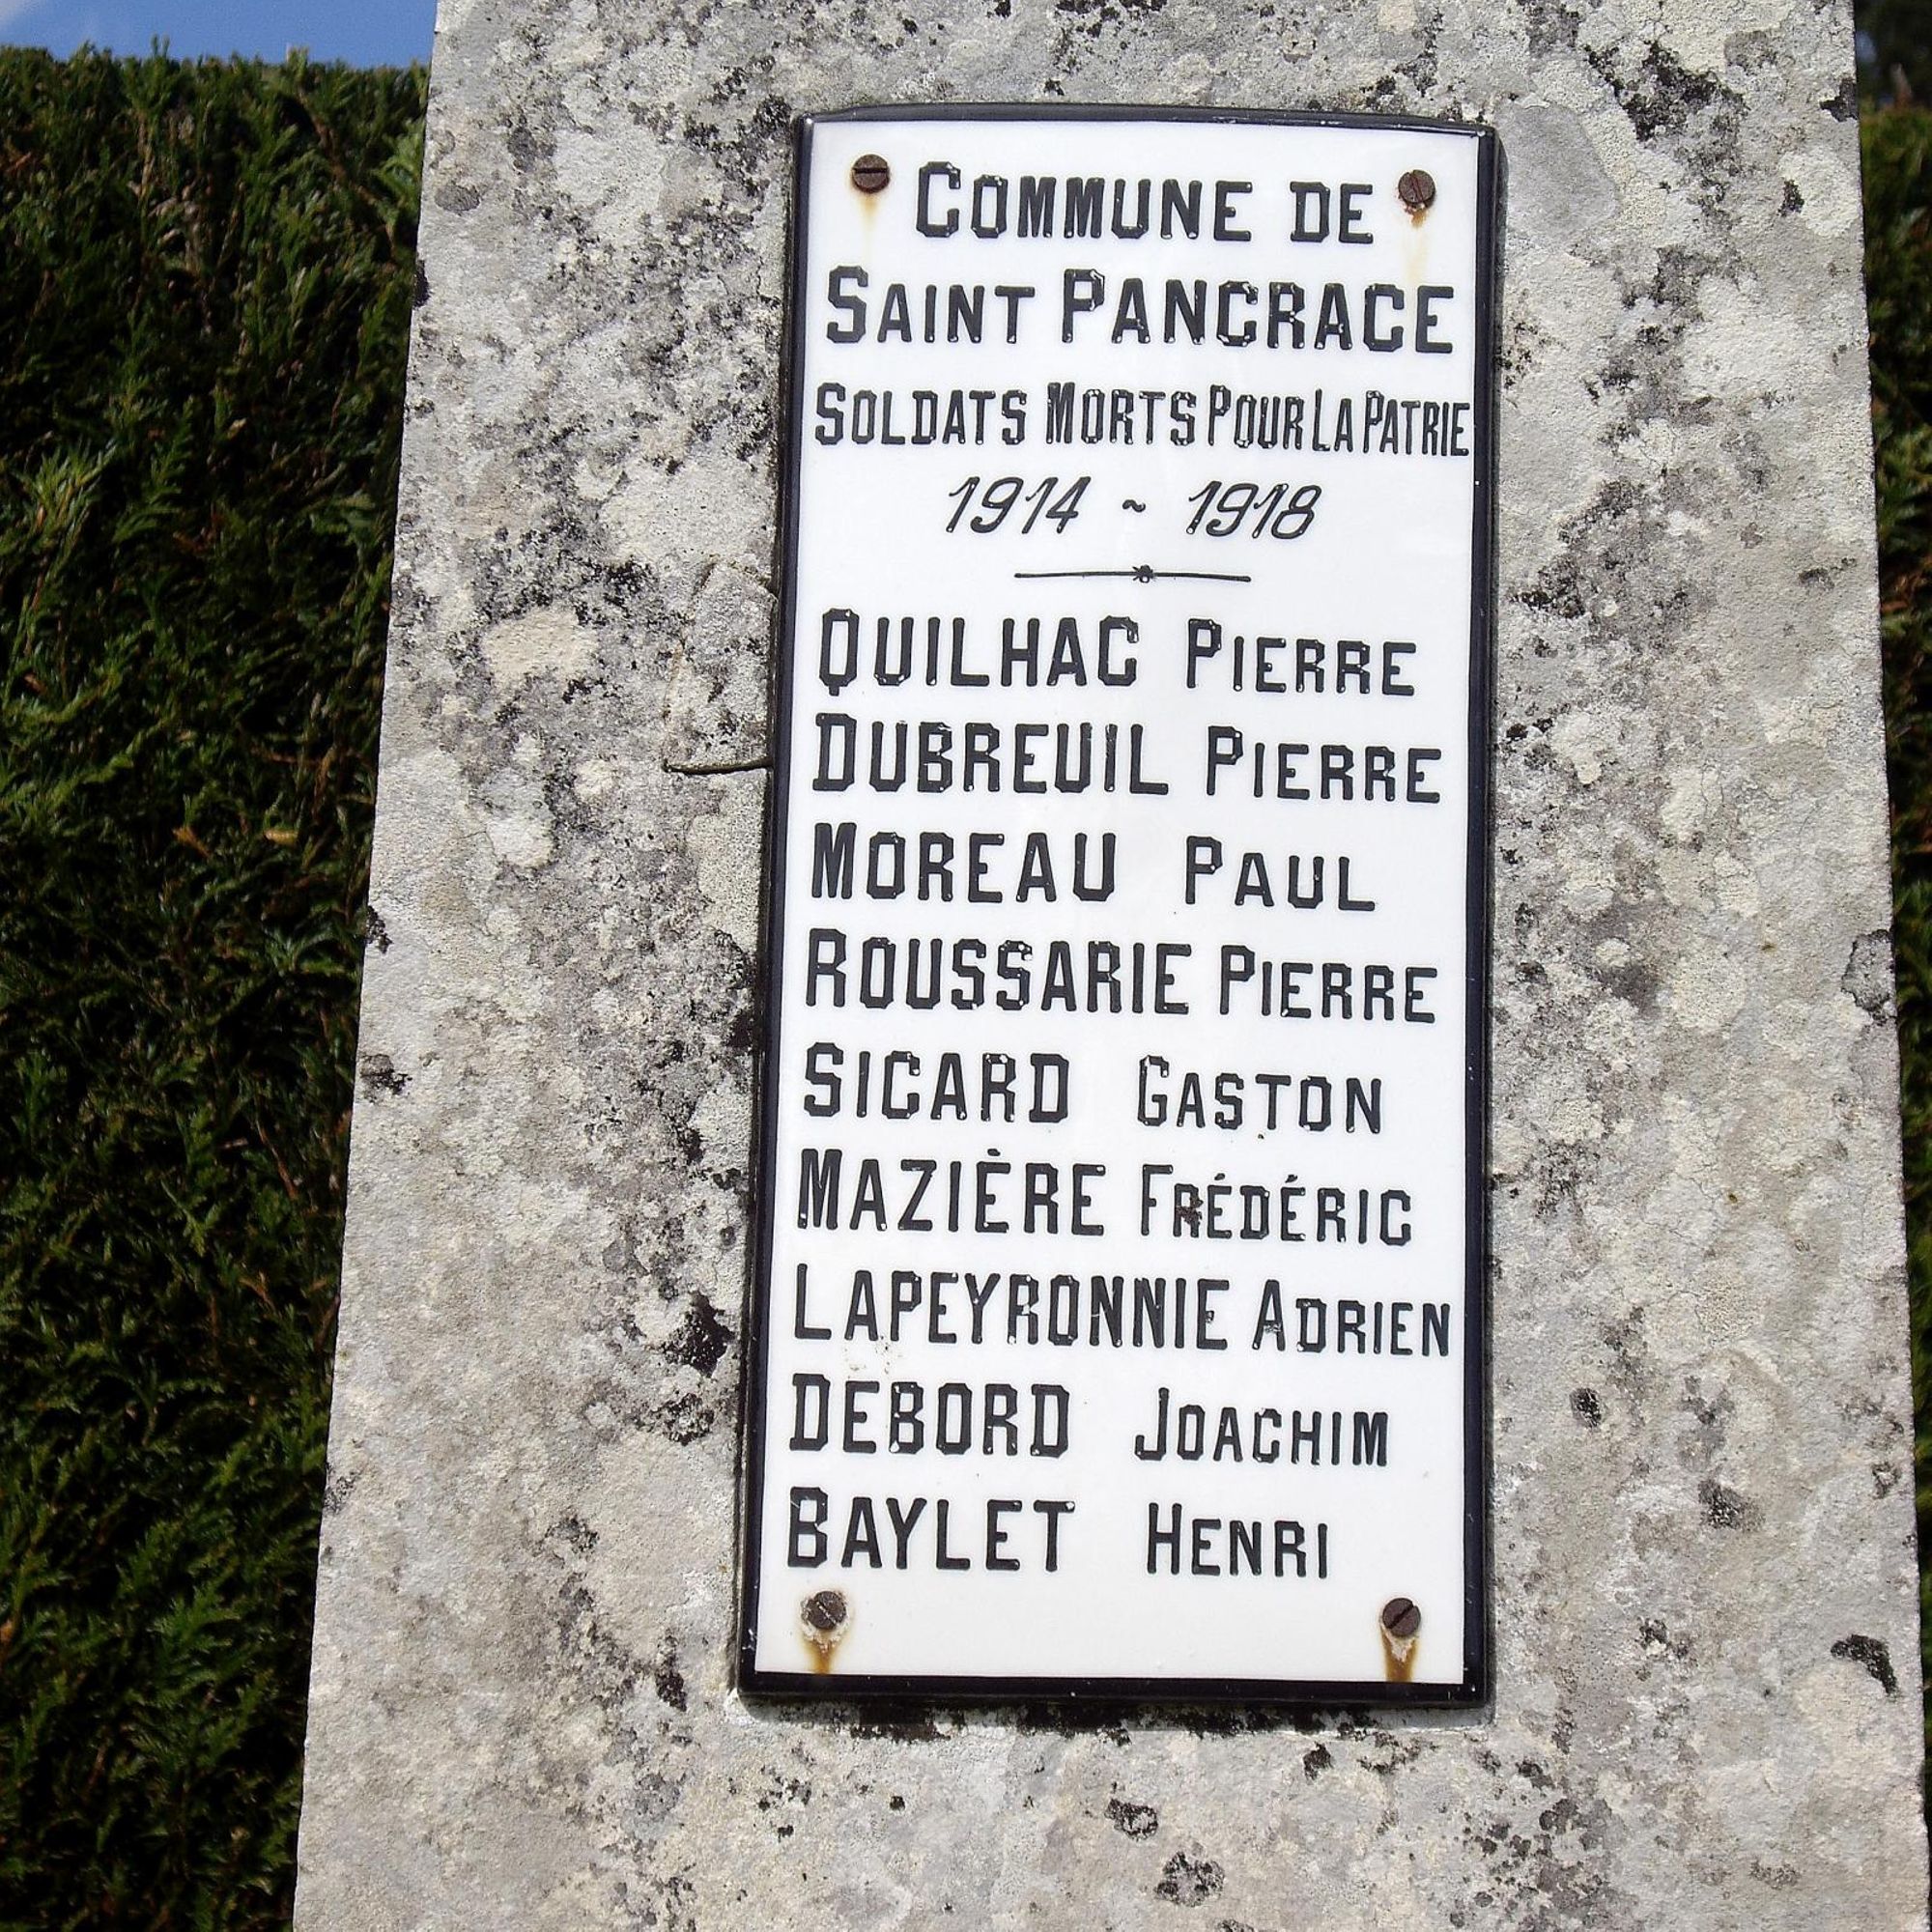 COMMUNE DE
SAINT PANCRACE
SOLDATS MORTS POUR LA PATRIE
1914 ~ 1918
QUILHAC PIERRE
DUBREUIL PIERRE
MOREAU PAUL
ROUSSARIE PIERRE
SICARD GASTON
MAZIÈRE FRÉDÉRIC
LAPEYRONNIE ADRIEN
DEBORD JOACHIM
BAYLET HENRI